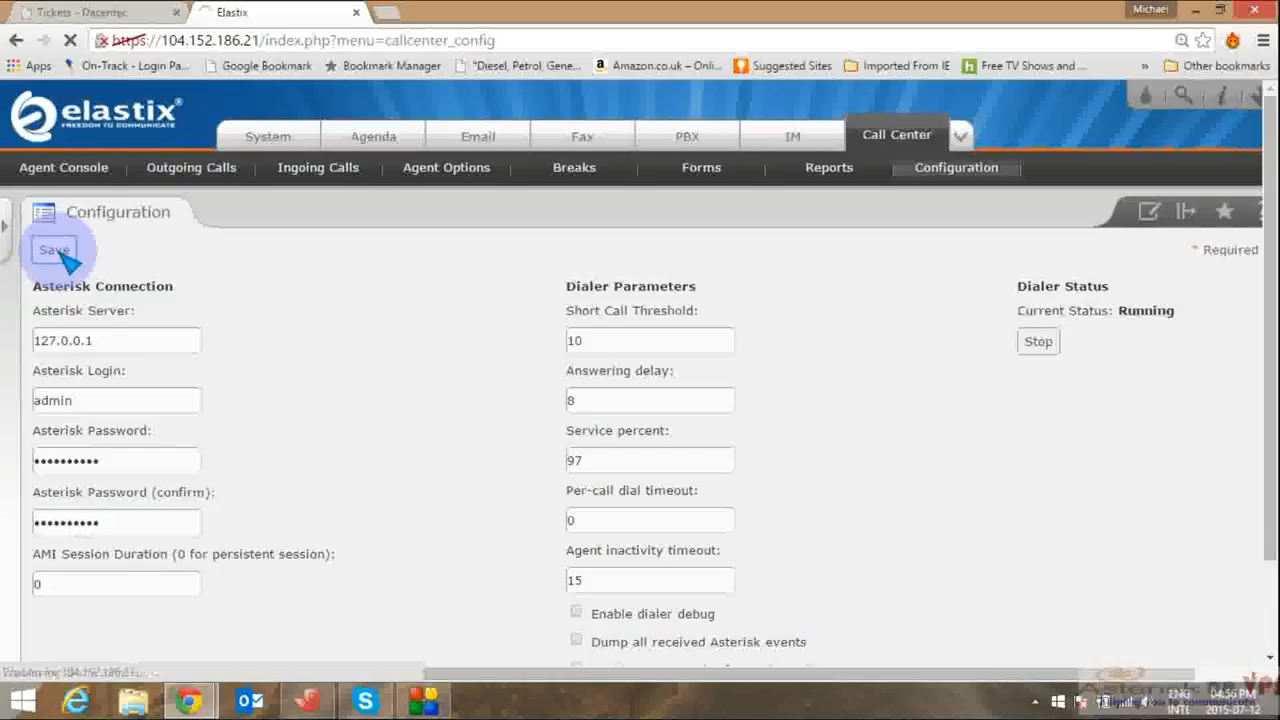 Tickets - Dacentec
Elastix
Michael
https://104.152.186.21/index.php?menu=callcenter_config
Apps
On-Track - Login Pa...
Google Bookmark
Bookmark Manager
"Diesel, Petrol, Gene...
Amazon.co.uk – Onli...
Suggested Sites
Imported From IE
Free TV Shows and ...
»
Other bookmarks
elastix®
FREEDOM TO COMMUNICATE
System
Agenda
Email
Fax
PBX
IM
Call Center
Agent Console
Outgoing Calls
Ingoing Calls
Agent Options
Breaks
Forms
Reports
Configuration
Configuration
Save
* Required
Asterisk Connection
Dialer Parameters
Dialer Status
Asterisk Server:
Short Call Threshold:
Current Status: Running
127.0.0.1
10
Stop
Asterisk Login:
Answering delay:
admin
8
Asterisk Password:
Service percent:
••••••••••
97
Asterisk Password (confirm):
Per-call dial timeout:
••••••••••
0
AMI Session Duration (0 for persistent session):
Agent inactivity timeout:
0
15
Enable dialer debug
Dump all received Asterisk events
Asterisk on VPS
ENG
INTL
04:56 PM
2015-07-12